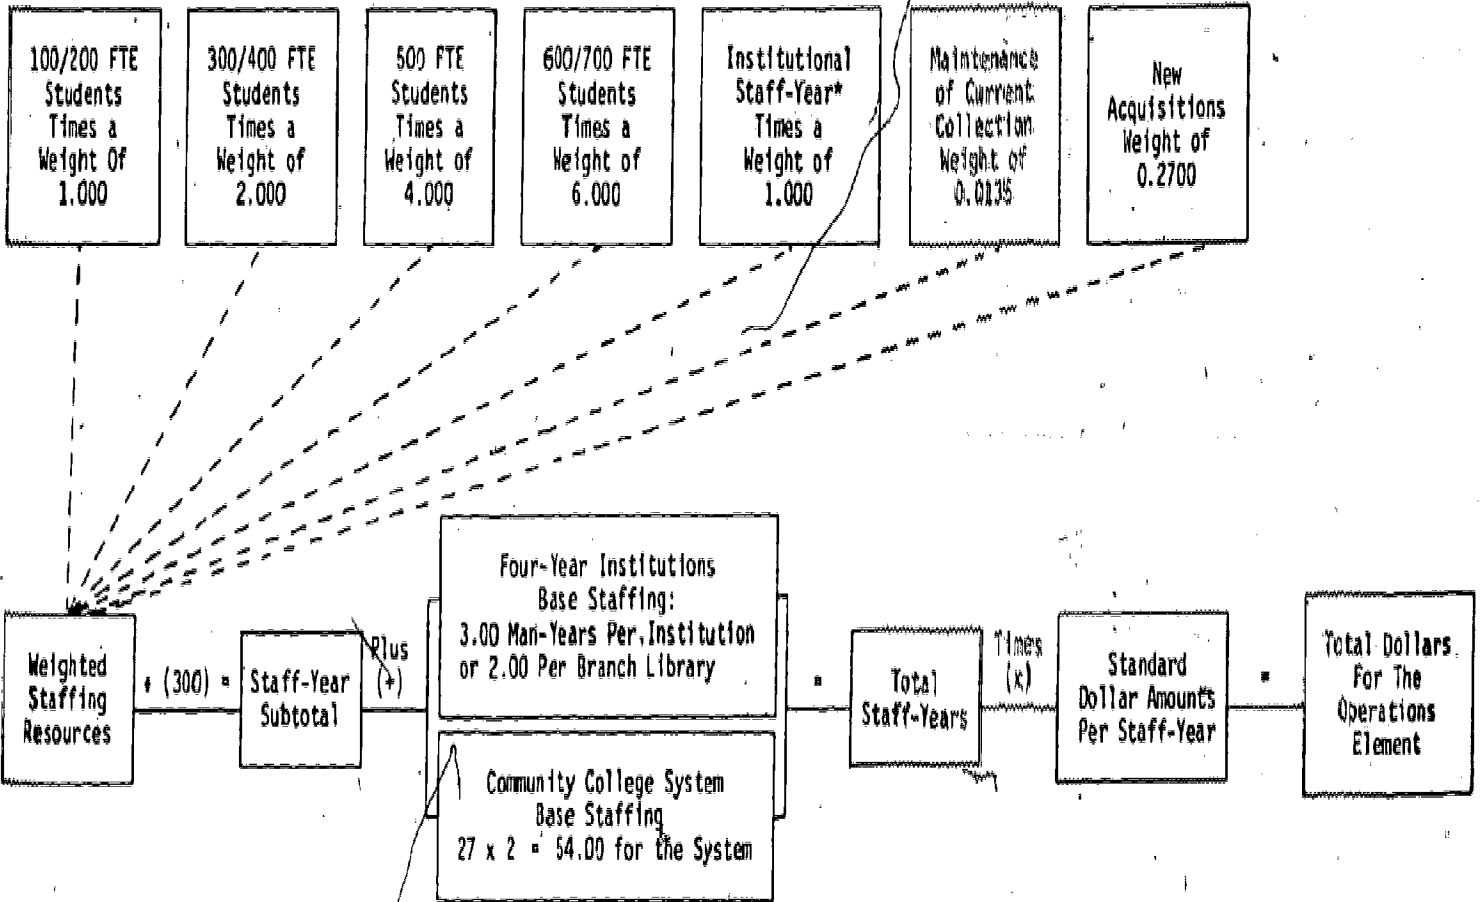 100/200 FTE
Students
Times a
Weight Of
1.000
300/400 FTE
Students
Times a
Weight of
2.000
500 FTE
Students
Times a
Weight of
4.000
600/700 FTE
Students
Times a
Weight of
6.000
Institutional
Staff-Year*
Times a
Weight of
1.000
Maintenance
of Current
Collection
Weight of
0.0135
New
Acquisitions
Weight of
0.2700
Weighted
Staffing
Resources
÷ (300) =
Staff-Year
Subtotal
Plus
(+)
Four-Year Institutions
Base Staffing:
3.00 Man-Years Per Institution
or 2.00 Per Branch Library
Community College System
Base Staffing
27 x 2 = 54.00 for the System
=
Total
Staff-Years
Times
(x)
Standard
Dollar Amounts
Per Staff-Year
=
Total Dollars
For The
Operations
Element